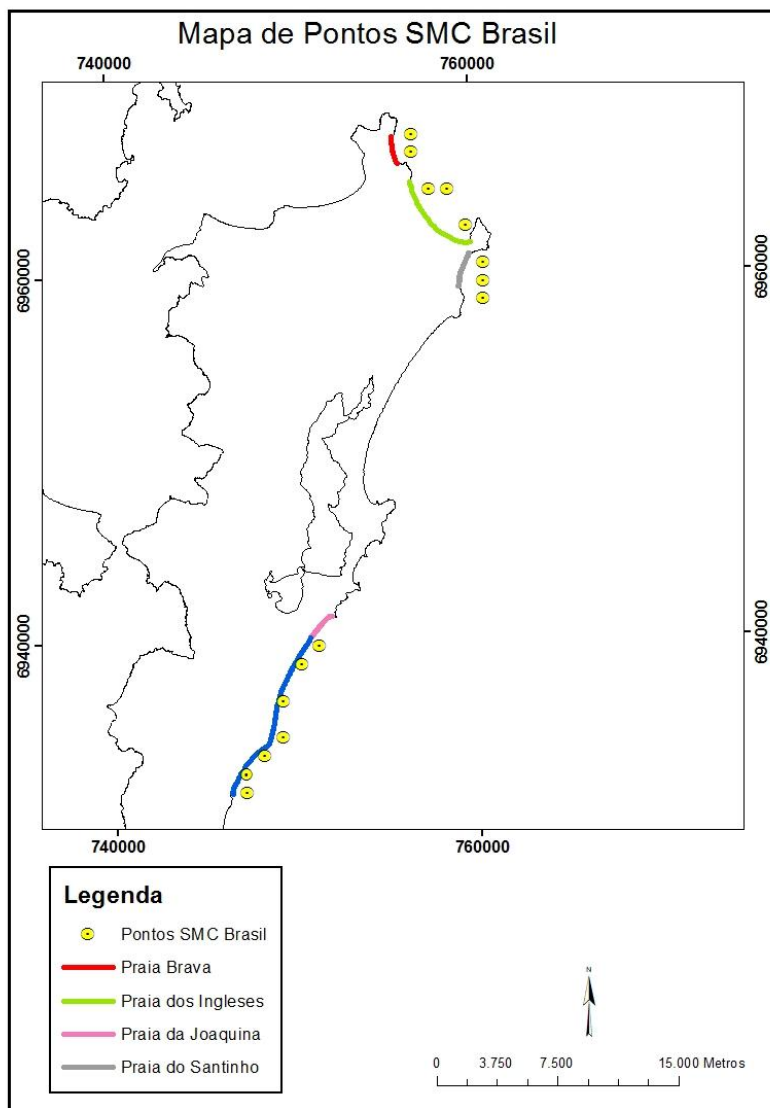 Mapa de Pontos SMC Brasil
740000 760000
6960000 6960000
6940000 6940000
740000 760000
Legenda
Pontos SMC Brasil
Praia Brava
Praia dos Ingleses
Praia da Joaquina
Praia do Santinho
N
0 3.750 7.500 15.000 Metros